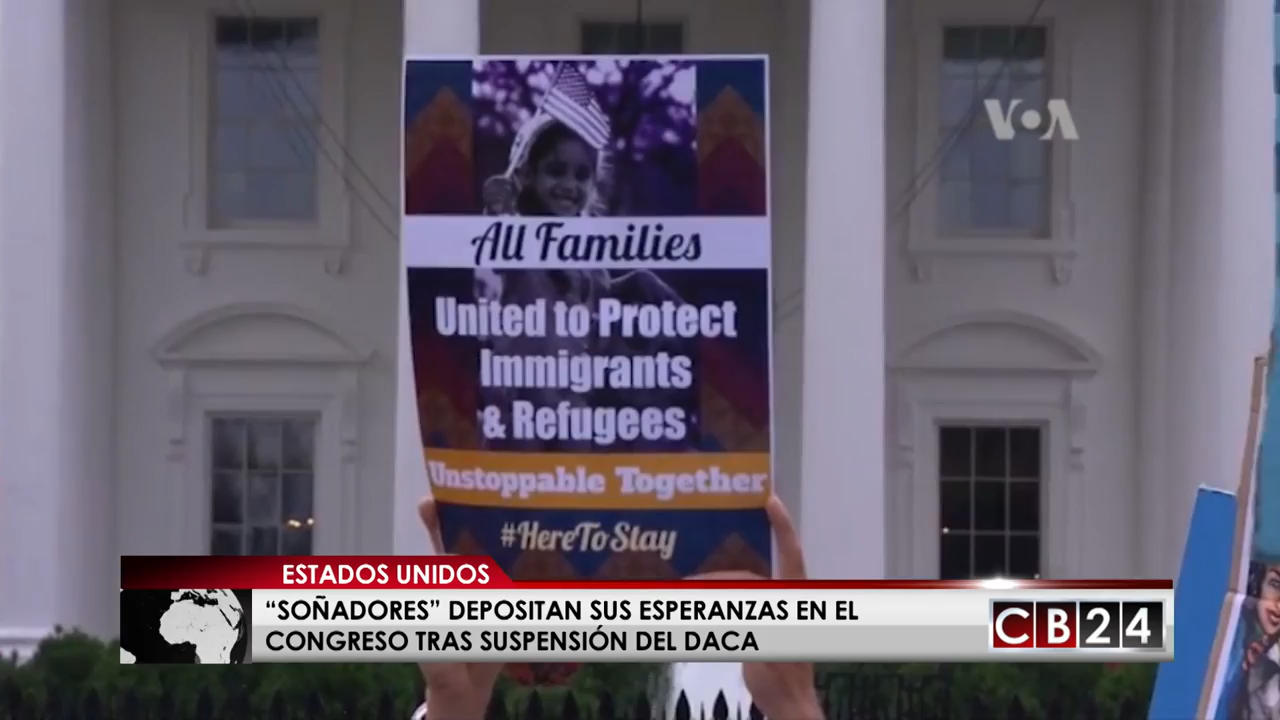 VOA
All Families
United to Protect
Immigrants
& Refugees
Unstoppable Together
#HereToStay
ESTADOS UNIDOS
“SOÑADORES” DEPOSITAN SUS ESPERANZAS EN EL
CONGRESO TRAS SUSPENSIÓN DEL DACA
CB24